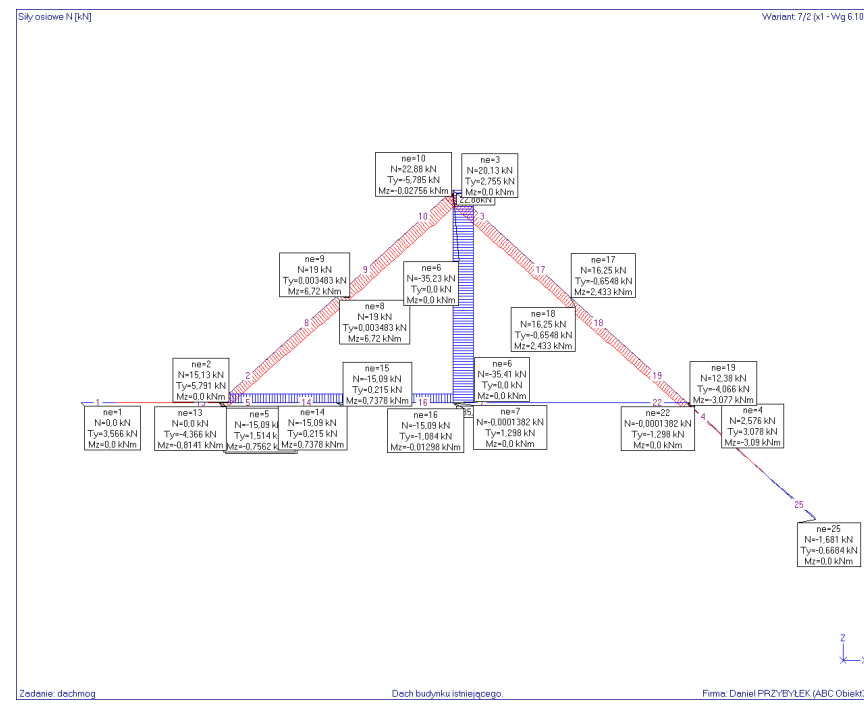 Siły osiowe N [kN]
Wariant: 7/2 (x1 - Wg 6.10
ne=10
N=22,88 kN
Ty=-5,785 kN
Mz=-0,02756 kNm
ne=3
N=20,13 kN
Ty=2,755 kN
Mz=0,0 kNm
22,88kN
10
3
ne=9
N=19 kN
Ty=0,003483 kN
Mz=6,72 kNm
9
ne=6
N=-35,23 kN
Ty=0,0 kN
Mz=0,0 kNm
17
ne=17
N=16,25 kN
Ty=-0,6548 kN
Mz=2,433 kNm
8
ne=8
N=19 kN
Ty=0,003483 kN
Mz=6,72 kNm
ne=18
N=16,25 kN
Ty=-0,6548 kN
Mz=2,433 kNm
18
ne=2
N=15,13 kN
Ty=5,791 kN
Mz=0,0 kNm
2
ne=15
N=-15,09 kN
Ty=0,215 kN
Mz=0,7378 kNm
ne=6
N=-35,41 kN
Ty=0,0 kN
Mz=0,0 kNm
19
ne=19
N=12,38 kN
Ty=-4,066 kN
Mz=-3,077 kNm
1
13
5
14
16
22
4
ne=1
N=0,0 kN
Ty=3,566 kN
Mz=0,0 kNm
ne=13
N=0,0 kN
Ty=-4,366 kN
Mz=-0,8141 kNm
ne=5
N=-15,09 kN
Ty=1,514 kN
Mz=-0,7562 kNm
ne=14
N=-15,09 kN
Ty=0,215 kN
Mz=0,7378 kNm
ne=16
N=-15,09 kN
Ty=-1,084 kN
Mz=-0,01298 kNm
ne=7
N=-0,0001382 kN
Ty=1,298 kN
Mz=0,0 kNm
ne=22
N=-0,0001382 kN
Ty=-1,298 kN
Mz=0,0 kNm
ne=4
N=2,576 kN
Ty=3,078 kN
Mz=-3,09 kNm
25
ne=25
N=-1,681 kN
Ty=-0,6684 kN
Mz=0,0 kNm
Z
X
Zadanie: dachmog
Dach budynku istniejącego.
Firma: Daniel PRZYBYŁEK (ABC Obiekt3